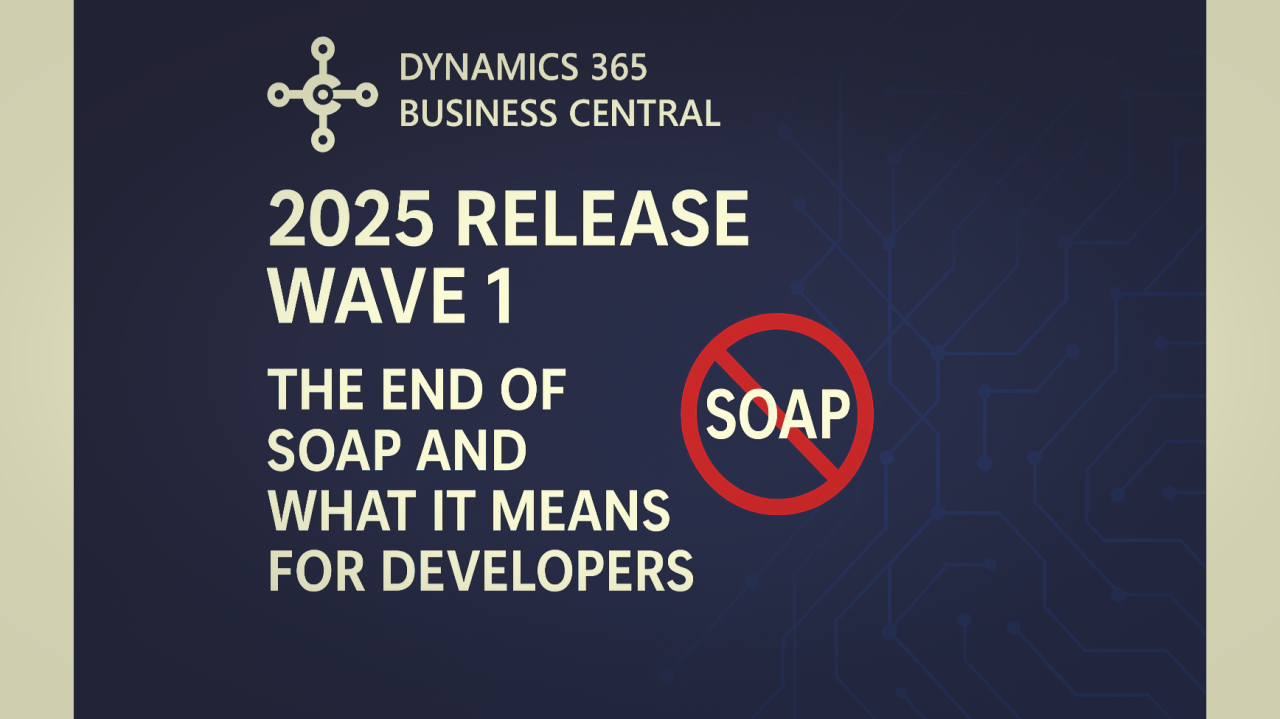 DYNAMICS 365
BUSINESS CENTRAL
2025 RELEASE
WAVE 1
THE END OF
SOAP AND
WHAT IT MEANS
FOR DEVELOPERS
SOAP